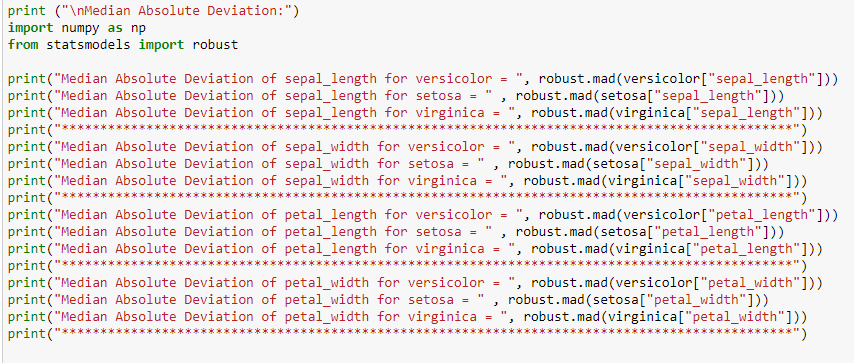 print ("\nMedian Absolute Deviation:")
import numpy as np
from statsmodels import robust
print("Median Absolute Deviation of sepal_length for versicolor = ", robust.mad(versicolor["sepal_length"]))
print("Median Absolute Deviation of sepal_length for setosa = " , robust.mad(setosa["sepal_length"]))
print("Median Absolute Deviation of sepal_length for virginica = ", robust.mad(virginica["sepal_length"]))
print("***********************************************************************************************")
print("Median Absolute Deviation of sepal_width for versicolor = ", robust.mad(versicolor["sepal_width"]))
print("Median Absolute Deviation of sepal_width for setosa = " , robust.mad(setosa["sepal_width"]))
print("Median Absolute Deviation of sepal_width for virginica = ", robust.mad(virginica["sepal_width"]))
print("***********************************************************************************************")
print("Median Absolute Deviation of petal_length for versicolor = ", robust.mad(versicolor["petal_length"]))
print("Median Absolute Deviation of petal_length for setosa = " , robust.mad(setosa["petal_length"]))
print("Median Absolute Deviation of petal_length for virginica = ", robust.mad(virginica["petal_length"]))
print("***********************************************************************************************")
print("Median Absolute Deviation of petal_width for versicolor = ", robust.mad(versicolor["petal_width"]))
print("Median Absolute Deviation of petal_width for setosa = " , robust.mad(setosa["petal_width"]))
print("Median Absolute Deviation of petal_width for virginica = ", robust.mad(virginica["petal_width"]))
print("***********************************************************************************************")